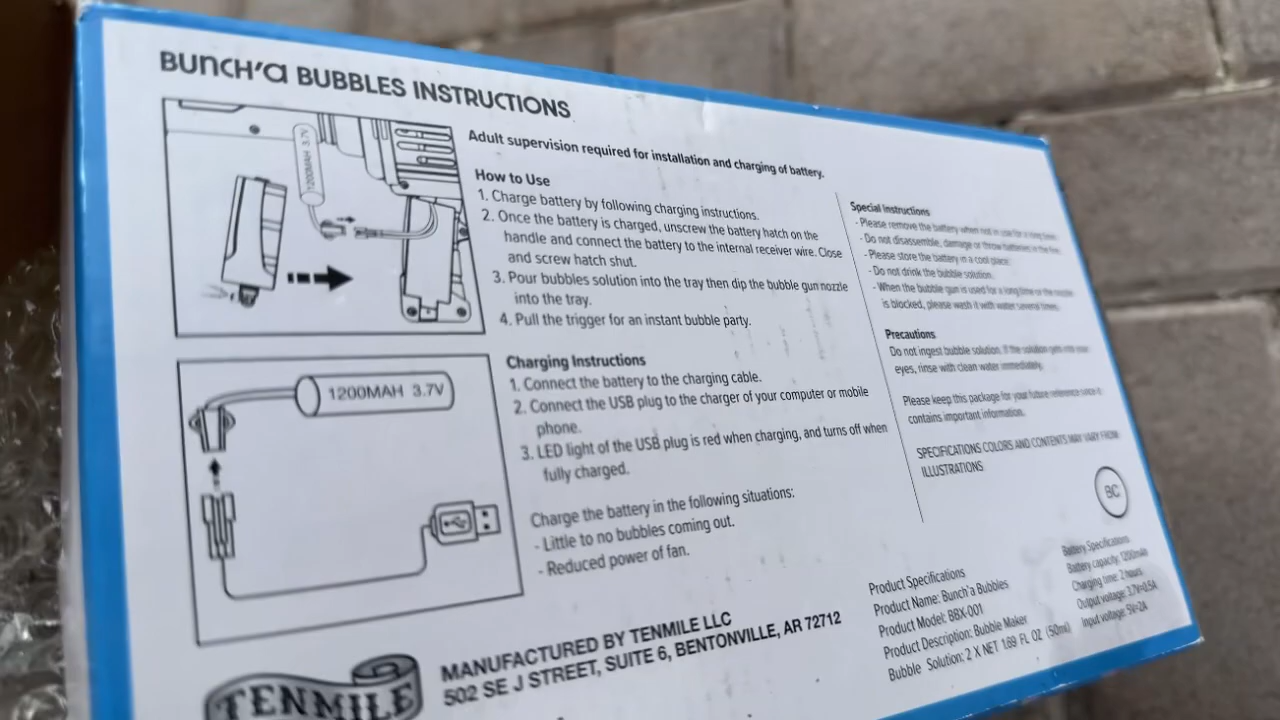 BUNCH'a BUBBLES INSTRUCTIONS
1200MAH 3.7V
Adult supervision required for installation and charging of battery.
How to Use
1. Charge battery by following charging instructions.
2. Once the battery is charged, unscrew the battery hatch on the
handle and connect the battery to the internal receiver wire. Close
and screw hatch shut.
3. Pour bubbles solution into the tray then dip the bubble gun nozzle
into the tray.
4. Pull the trigger for an instant bubble party.
1200MAH 3.7V
Charging Instructions
1. Connect the battery to the charging cable.
2. Connect the USB plug to the charger of your computer or mobile
phone.
3. LED light of the USB plug is red when charging, and turns off when
fully charged.
Charge the battery in the following situations:
- Little to no bubbles coming out.
- Reduced power of fan.
Special Instructions
- Please remove the battery when not in use for a long time.
- Do not disassemble, damage or throw batteries in the fire.
- Please store the battery in a cool place.
- Do not drink the bubble solution.
- When the bubble gun is used for a long time or the nozzle
is blocked, please wash it with water several times.
Precautions
Do not ingest bubble solution. If the solution gets into your
eyes, rinse with clean water immediately.
Please keep this package for your future reference since it
contains important information.
SPECIFICATIONS COLORS AND CONTENTS MAY VARY FROM
ILLUSTRATIONS
BC
TENMILE
MANUFACTURED BY TENMILE LLC
502 SE J STREET, SUITE 6, BENTONVILLE, AR 72712
Product Specifications
Product Name: Bunch'a Bubbles
Product Model: BBX-001
Product Description: Bubble Maker
Bubble Solution: 2 X NET 1.69 FL OZ (50ml)
Battery Specifications
Battery capacity: 1200mAh
Charging time: 2 hours
Output voltage: 3.7V=0.5A
Input voltage: 5V=2A